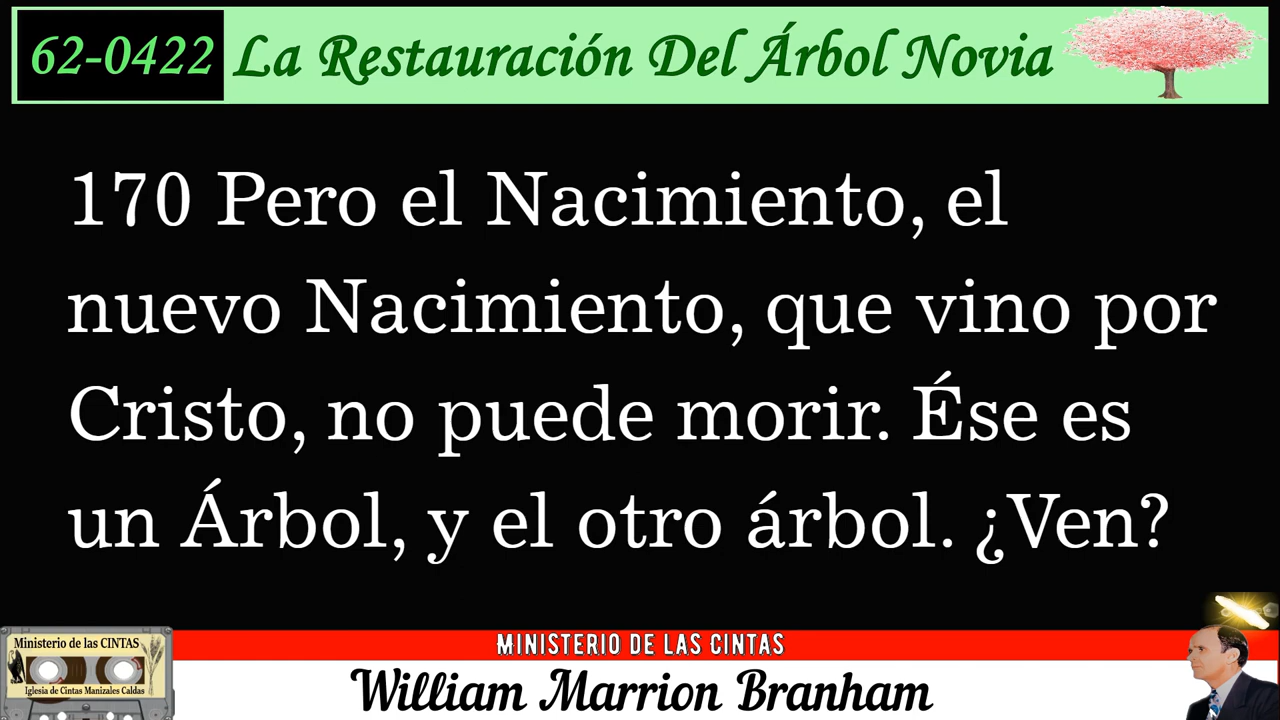 62-0422 La Restauración Del Árbol Novia
170 Pero el Nacimiento, el
nuevo Nacimiento, que vino por
Cristo, no puede morir. Ése es
un Árbol, y el otro árbol. ¿Ven?
Ministerio de las CINTAS
Iglesia de Cintas Manizales Caldas
MINISTERIO DE LAS CINTAS
William Marrion Branham